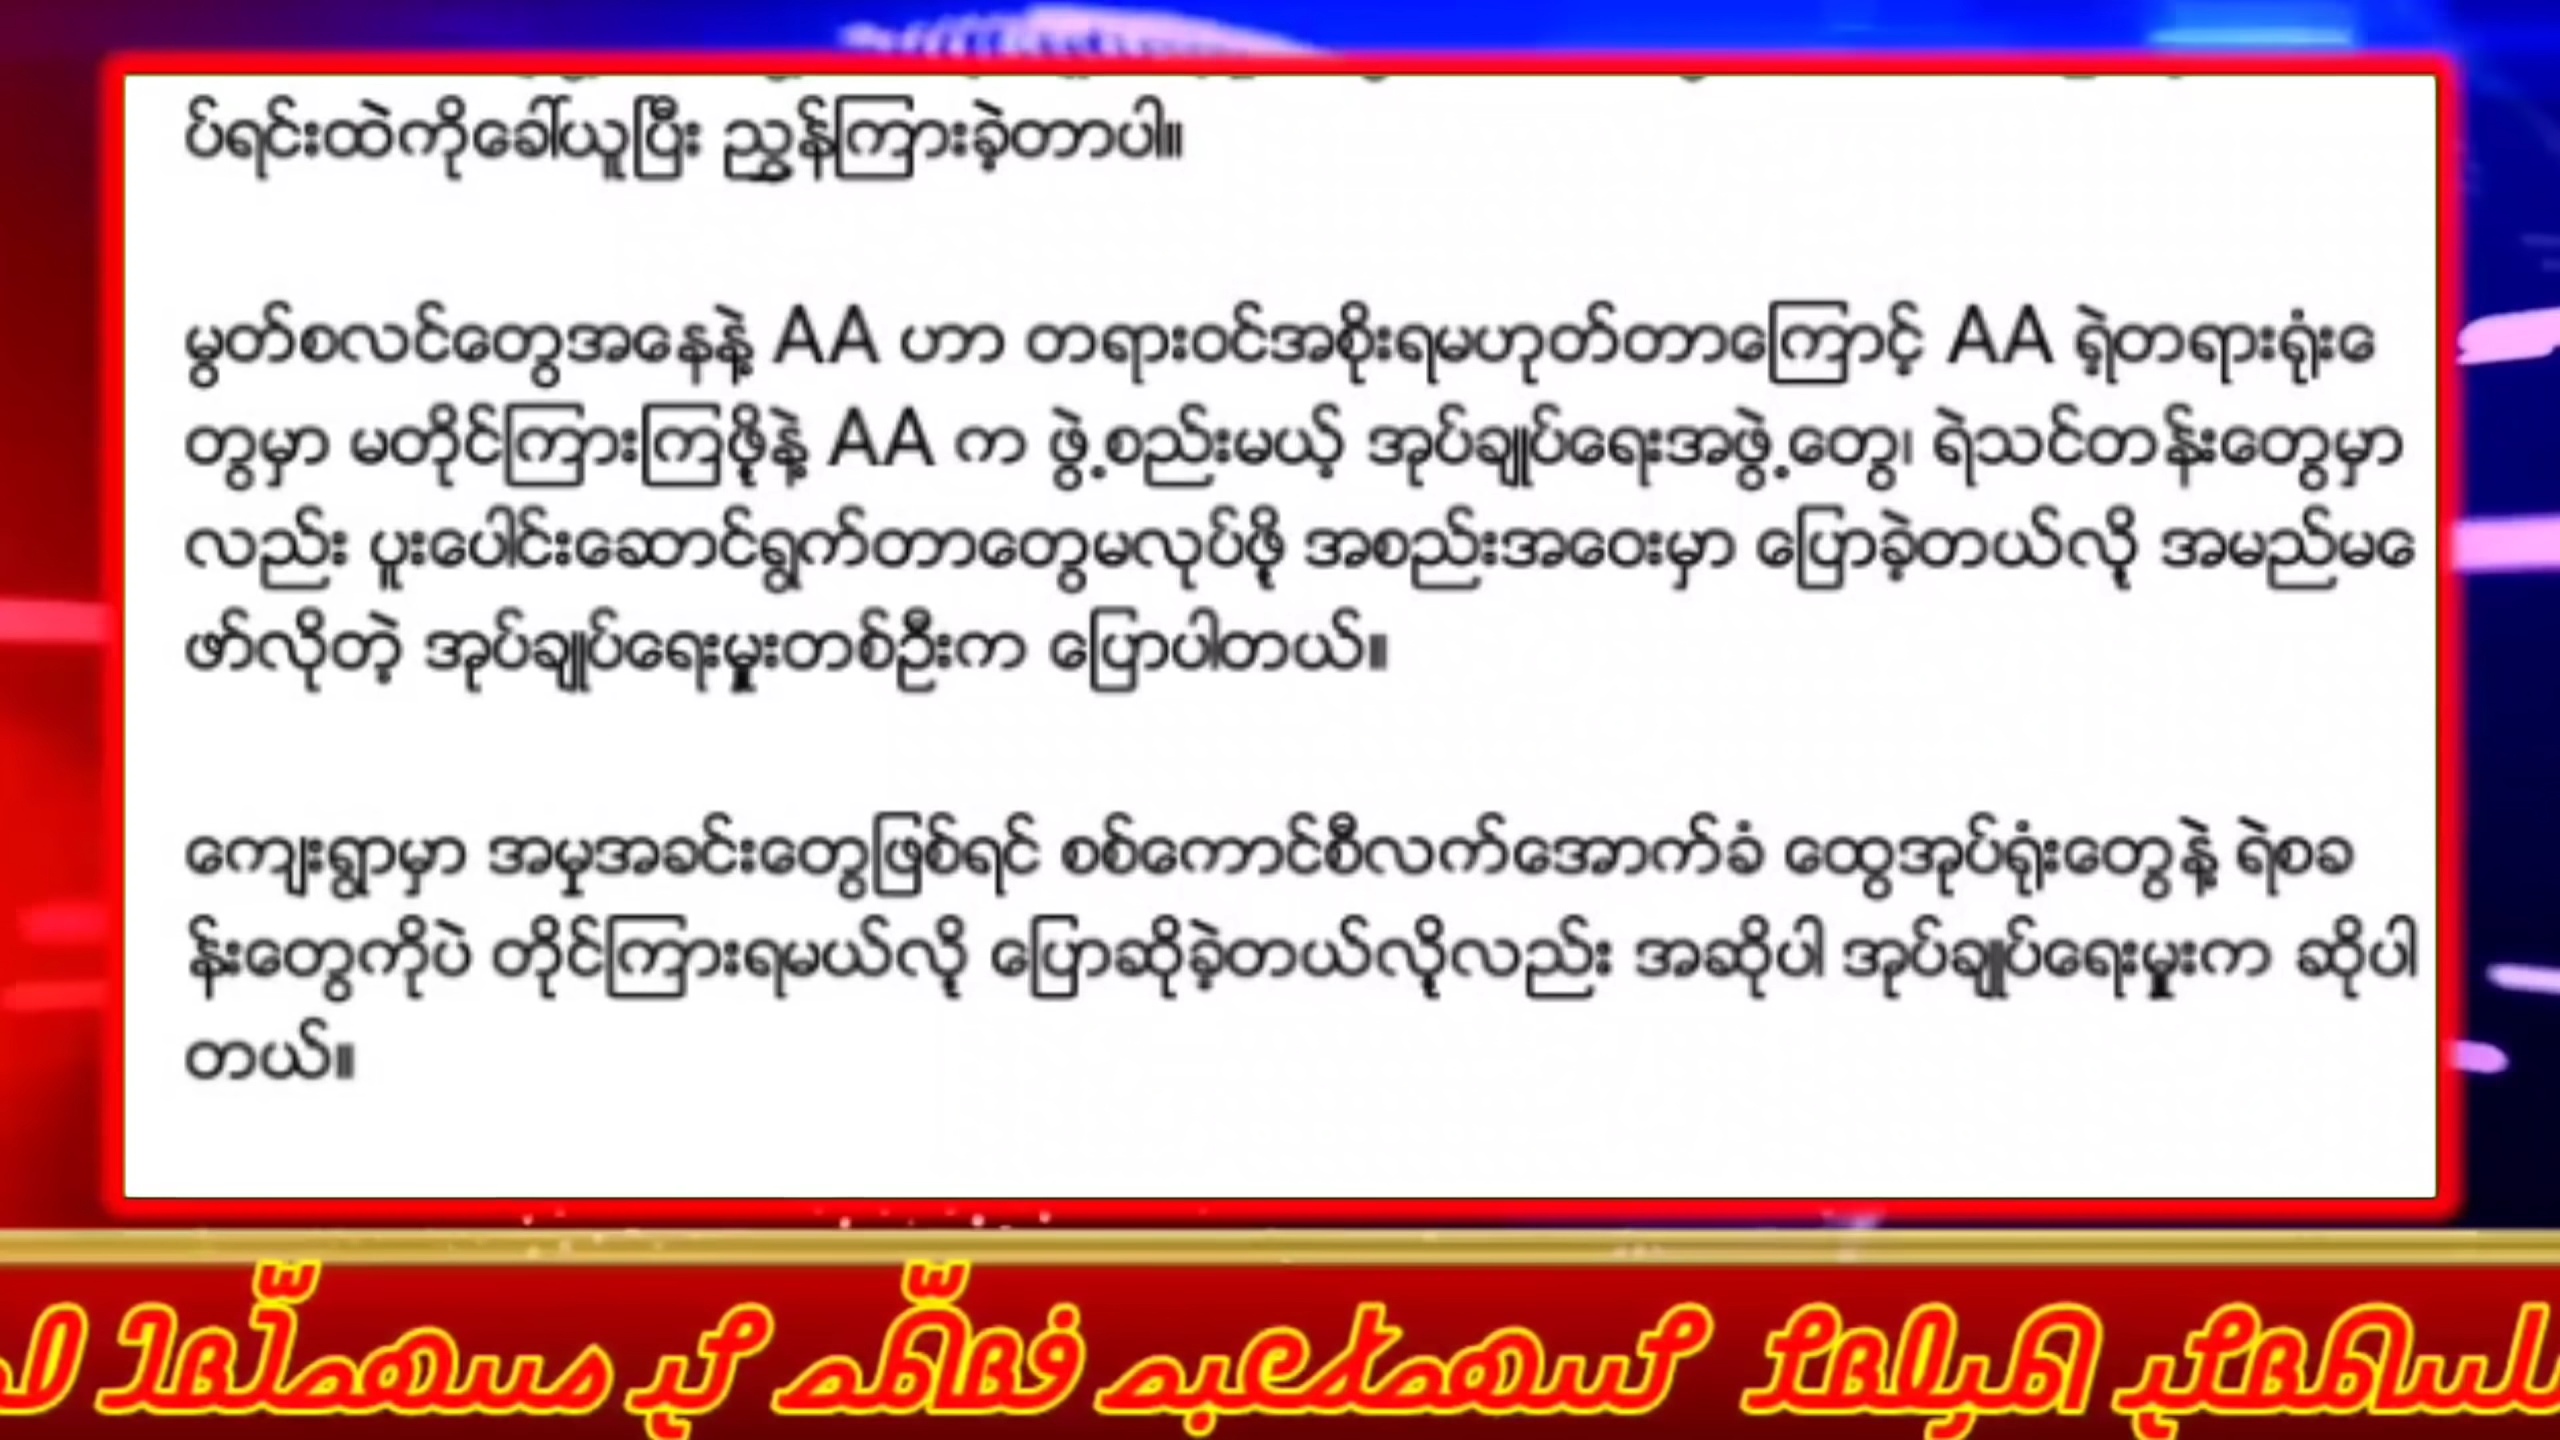 ပ်ရင်းထဲကိုခေါ်ယူပြီး ညွှန်ကြားခဲ့တာပါ။
မွတ်စလင်တွေအနေနဲ့ AA ဟာ တရားဝင်အစိုးရမဟုတ်တာကြောင့် AA ရဲ့တရားရုံးေ
တွမှာ မတိုင်ကြားကြဖို့နဲ့ AA က ဖွဲ့စည်းမယ့် အုပ်ချုပ်ရေးအဖွဲ့တွေ၊ ရဲသင်တန်းတွေမှာ
လည်း ပူးပေါင်းဆောင်ရွက်တာတွေမလုပ်ဖို့ အစည်းအဝေးမှာ ပြောခဲ့တယ်လို့ အမည်မေ
ဖာ်လိုတဲ့ အုပ်ချုပ်ရေးမှူးတစ်ဦးက ပြောပါတယ်။
ကျေးရွာမှာ အမှုအခင်းတွေဖြစ်ရင် စစ်ကောင်စီလက်အောက်ခံ ထွေအုပ်ရုံးတွေနဲ့ ရဲစခ
န်းတွေကိုပဲ တိုင်ကြားရမယ်လို့ ပြောဆိုခဲ့တယ်လို့လည်း အဆိုပါ အုပ်ချုပ်ရေးမှူးက ဆိုပါ
တယ်။